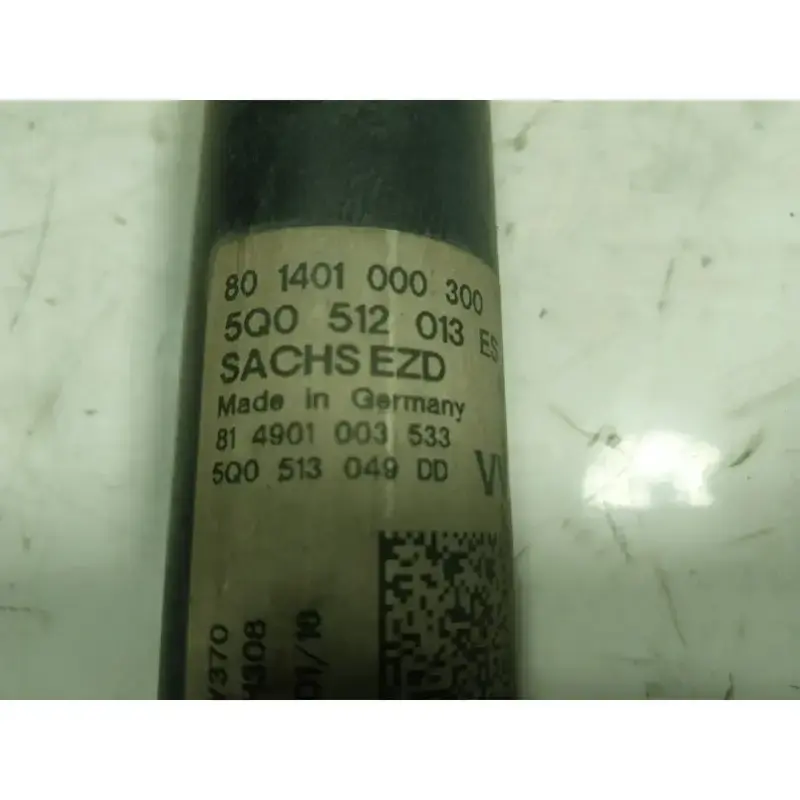 80 1401 000 300
5Q0 512 013 ES
SACHS EZD
Made in Germany
81 4901 003 533
5Q0 513 049 DD